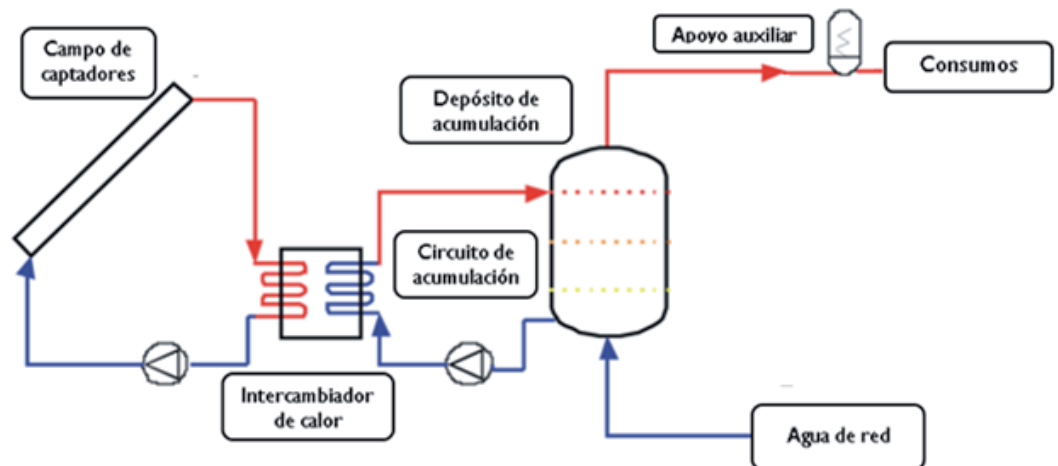 Campo de
captadores
Apoyo auxiliar
Consumos
Depósito de
acumulación
Circuito de
acumulación
Intercambiador
de calor
Agua de red